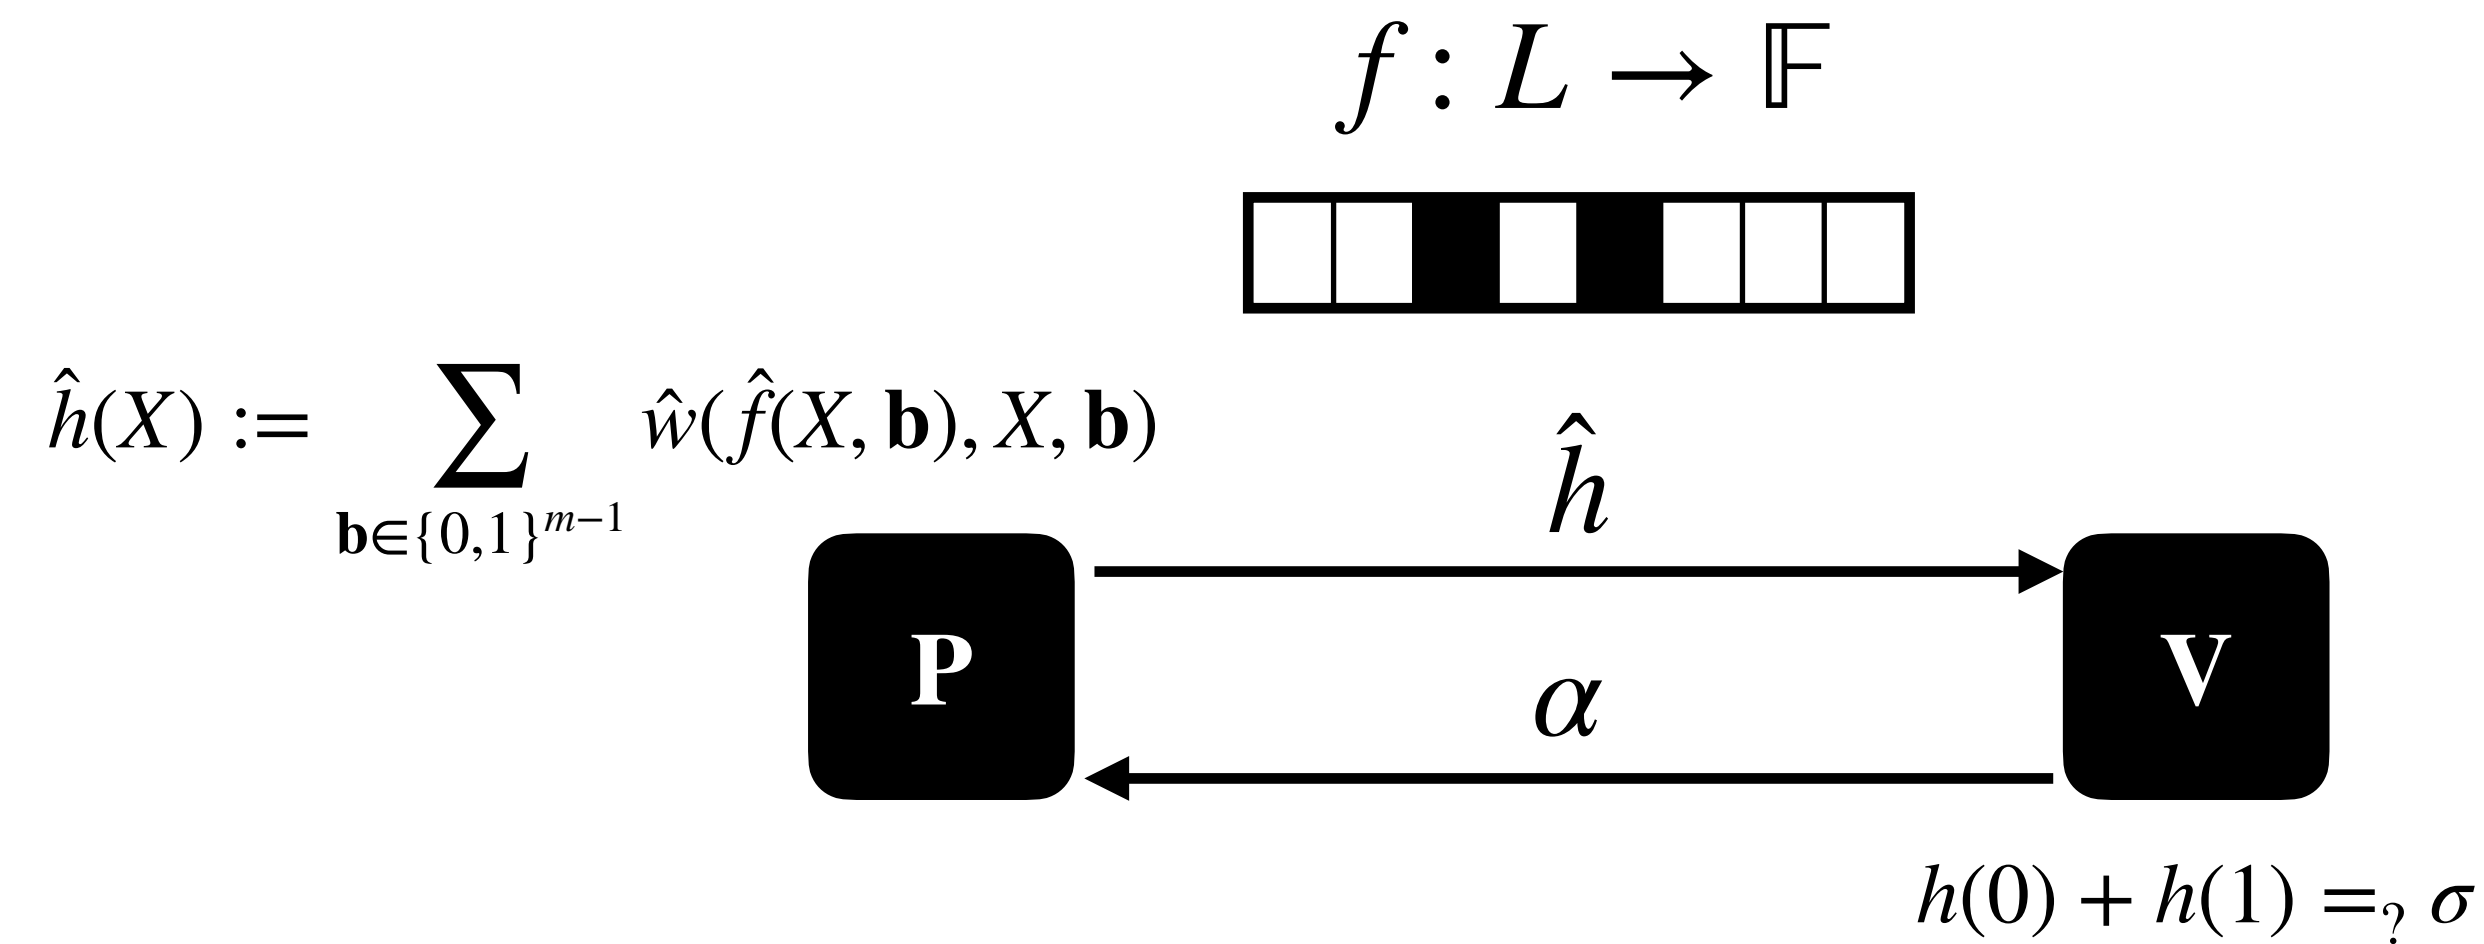 f : L → 𝔽
ĥ(X) := ∑ ŵ(f̂(X, b), X, b)
b∈{0,1}^{m−1}
ĥ
P
V
α
h(0) + h(1) =_? σ